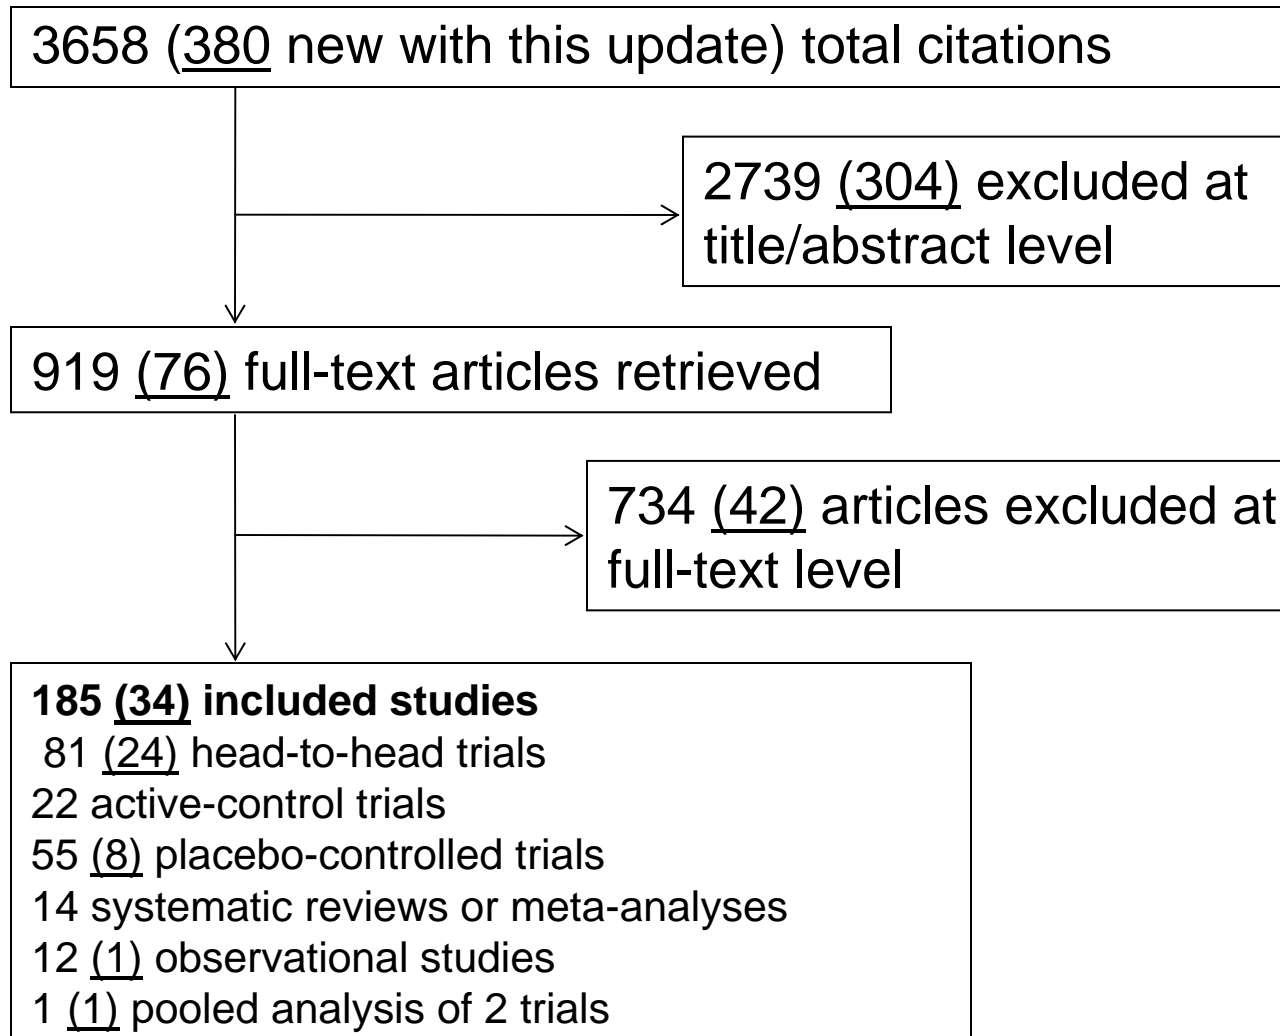 3658 (380 new with this update) total citations
2739 (304) excluded at
title/abstract level
919 (76) full-text articles retrieved
734 (42) articles excluded at
full-text level
185 (34) included studies
81 (24) head-to-head trials
22 active-control trials
55 (8) placebo-controlled trials
14 systematic reviews or meta-analyses
12 (1) observational studies
1 (1) pooled analysis of 2 trials